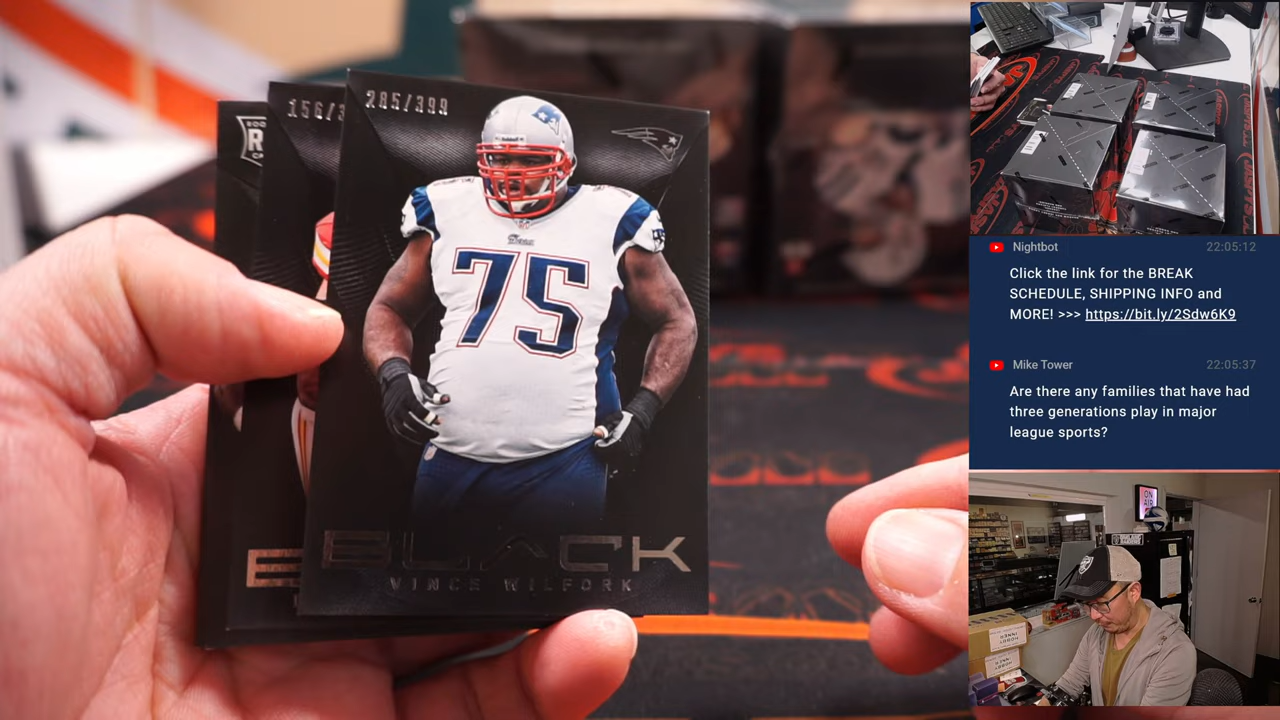 156/3
285/399
75
BLACK
VINCE WILFORK
Nightbot
22:05:12
Click the link for the BREAK
SCHEDULE, SHIPPING INFO and
MORE! >>> https://bit.ly/2Sdw6K9
Mike Tower
22:05:37
Are there any families that have had
three generations play in major
league sports?
ON
AIR